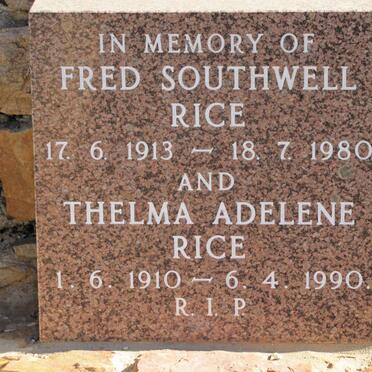 IN MEMORY OF
FRED SOUTHWELL
RICE
17. 6. 1913 — 18. 7. 1980
AND
THELMA ADELENE
RICE
1. 6. 1910 — 6. 4. 1990.
R. I. P